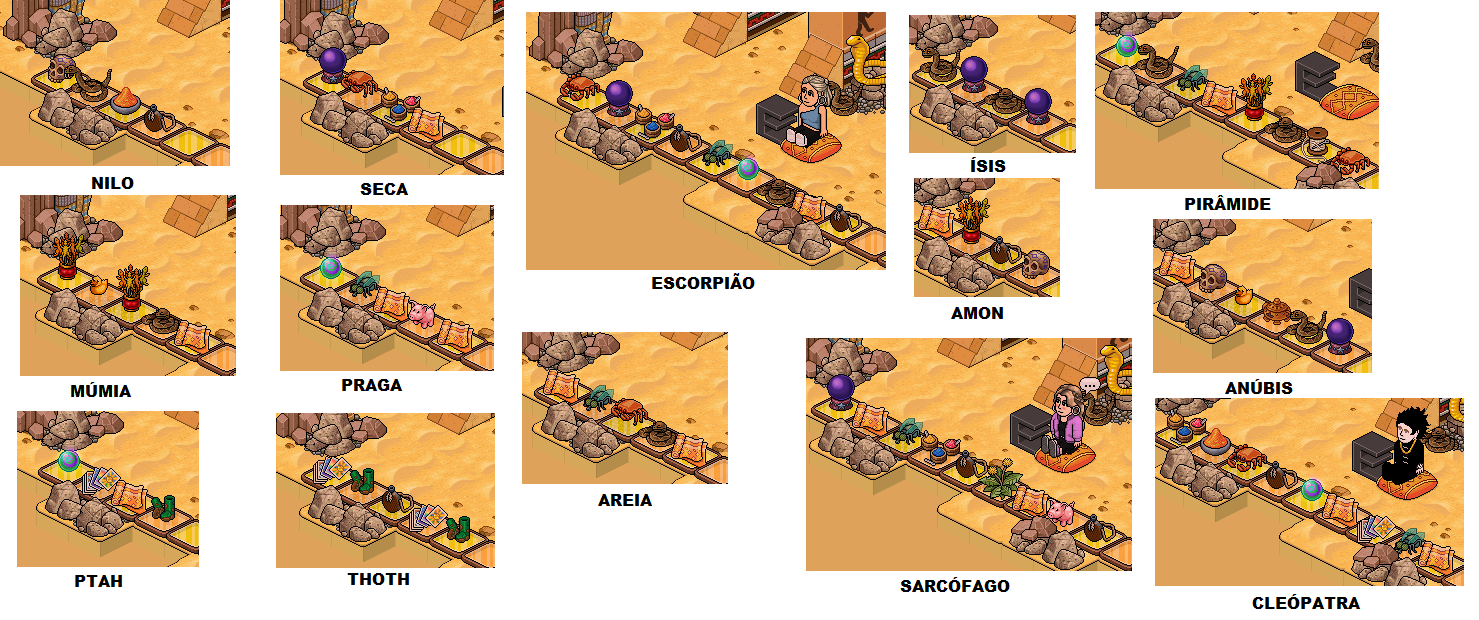 NILO
SECA
ESCORPIÃO
ÍSIS
PIRÂMIDE
MÚMIA
PRAGA
AREIA
AMON
ANÚBIS
PTAH
THOTH
SARCÓFAGO
CLEÓPATRA